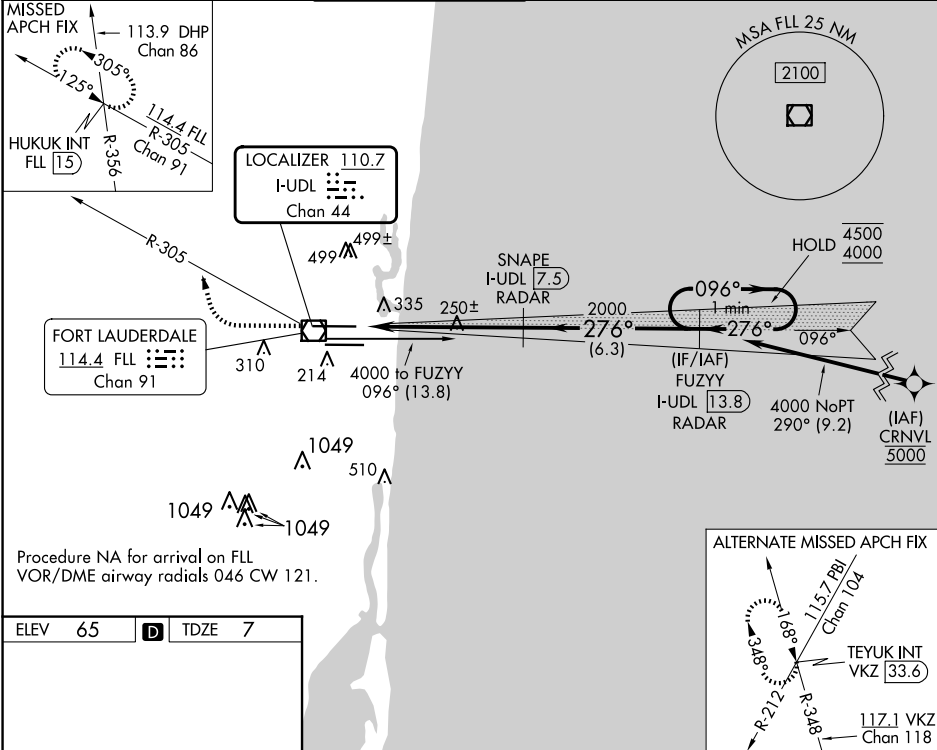 MISSED
APCH FIX
113.9 DHP
Chan 86
305°
125°
114.4 FLL
R-305
Chan 91
HUKUK INT
FLL 15
R-356
MSA FLL 25 NM
2100
LOCALIZER 110.7
I-UDL
Chan 44
R-305
499
499±
335
250±
SNAPE
I-UDL 7.5
RADAR
HOLD
4500
4000
096°
1 min
2000
276°
(6.3)
276°
096°
FORT LAUDERDALE
114.4 FLL
Chan 91
310
214
4000 to FUZYY
096° (13.8)
(IF/IAF)
FUZYY
I-UDL 13.8
RADAR
4000 NoPT
290° (9.2)
(IAF)
CRNVL
5000
1049
510
1049
1049
Procedure NA for arrival on FLL
VOR/DME airway radials 046 CW 121.
ELEV 65 D TDZE 7
ALTERNATE MISSED APCH FIX
115.7 PBI
Chan 104
168°
348°
TEYUK INT
VKZ 33.6
R-212
R-348
117.1 VKZ
Chan 118